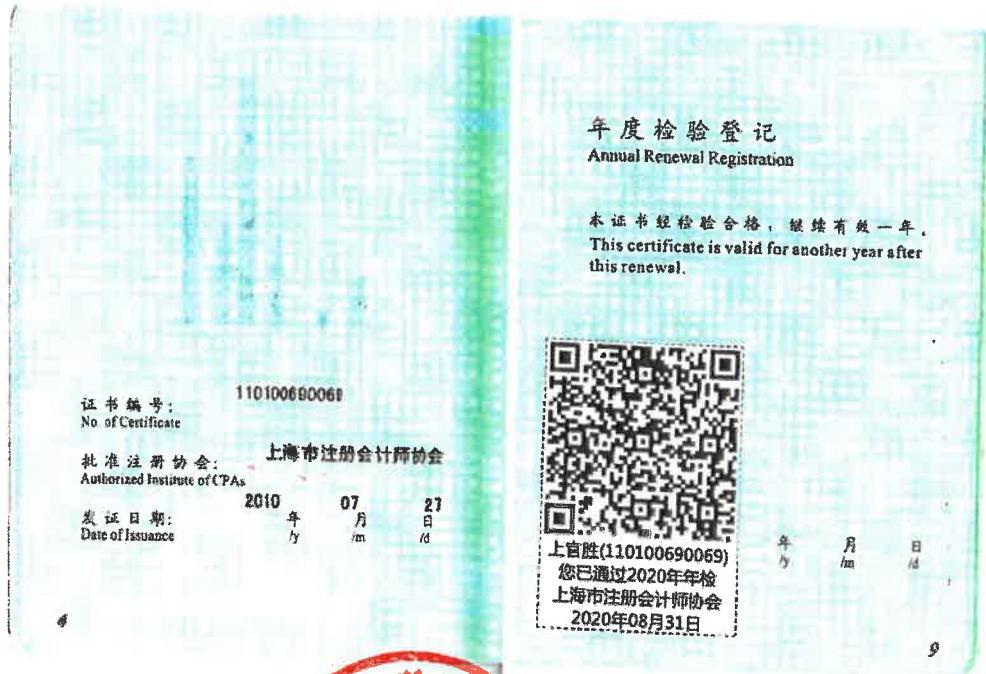 证书编号:
No. of Certificate
110100690069
批准注册协会:
Authorized Institute of CPAs
上海市注册会计师协会
发证日期:
Date of Issuance
2010 07 27
年 月 日
/y /m /d
4
年度检验登记
Annual Renewal Registration
本证书经检验合格，继续有效一年。
This certificate is valid for another year after
this renewal.
上官胜(110100690069)
您已通过2020年年检
上海市注册会计师协会
2020年08月31日
年 月 日
/y /m /d
9